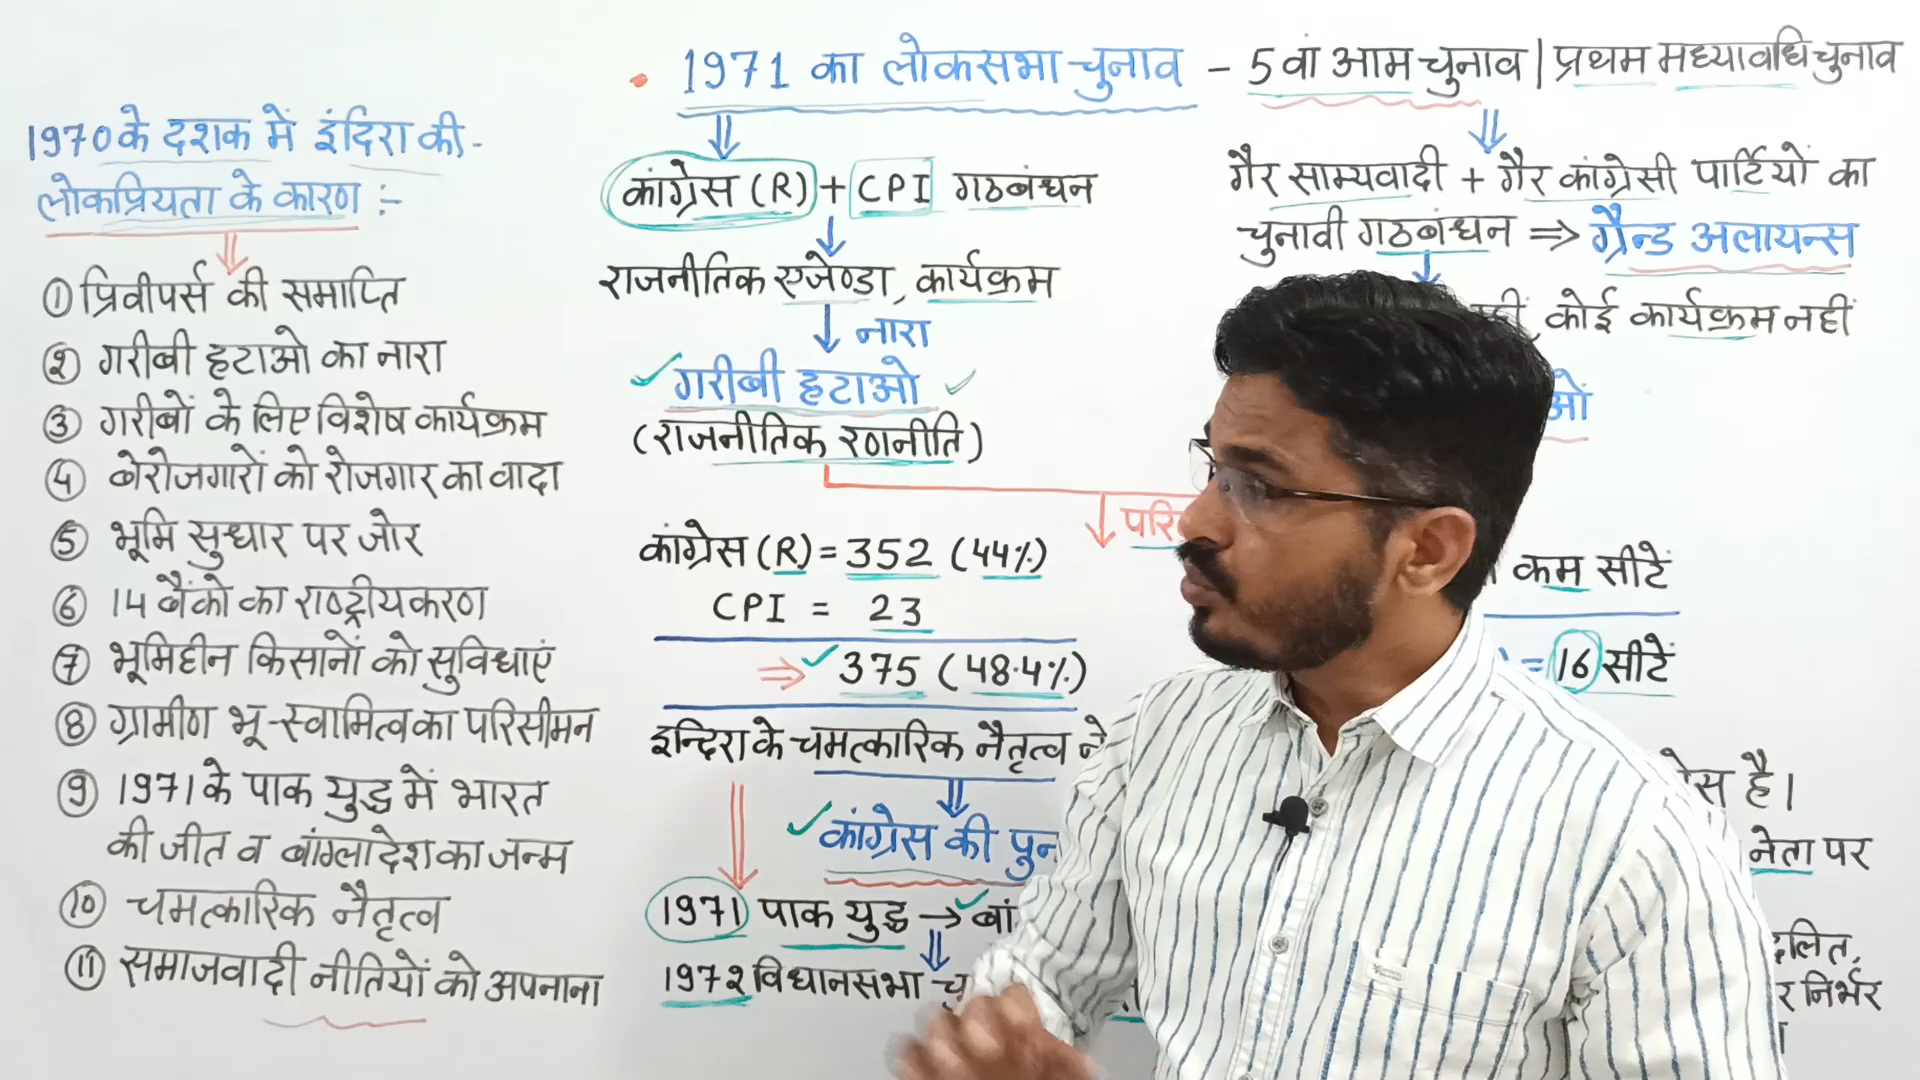 1970 के दशक में इंदिरा की-
लोकप्रियता के कारण :-
① प्रिवीपर्स की समाप्ति
② गरीबी हटाओ का नारा
③ गरीबों के लिए विशेष कार्यक्रम
④ बेरोजगारों को रोजगार का वादा
⑤ भूमि सुधार पर जोर
⑥ 14 बैंको का राष्ट्रीयकरण
⑦ भूमिहीन किसानों को सुविधाएं
⑧ ग्रामीण भू-स्वामित्व का परिसीमन
⑨ 1971 के पाक युद्ध में भारत
की जीत व बांग्लादेश का जन्म
⑩ चमत्कारिक नैतृत्व
⑪ समाजवादी नीतियों को अपनाना
• 1971 का लोकसभा चुनाव - 5वां आम चुनाव | प्रथम मध्यावधि चुनाव
कांग्रेस (R) + CPI गठबंधन
राजनीतिक एजेण्डा, कार्यक्रम
नारा
गरीबी हटाओ
(राजनीतिक रणनीति)
कांग्रेस (R) = 352 (44%)
CPI = 23
⇒ 375 (48.4%)
इन्दिरा के चमत्कारिक नैतृत्व ने
कांग्रेस की
1971 पाक युद्ध →
1972 विधानसभा
गैर साम्यवादी + गैर कांग्रेसी पार्टियों का
चुनावी गठबंधन ⇒ ग्रैन्ड अलायन्स
, कोई कार्यक्रम नहीं
कम सीटें
= 16 सीटें
है।
नेता पर
दलित,
निर्भर